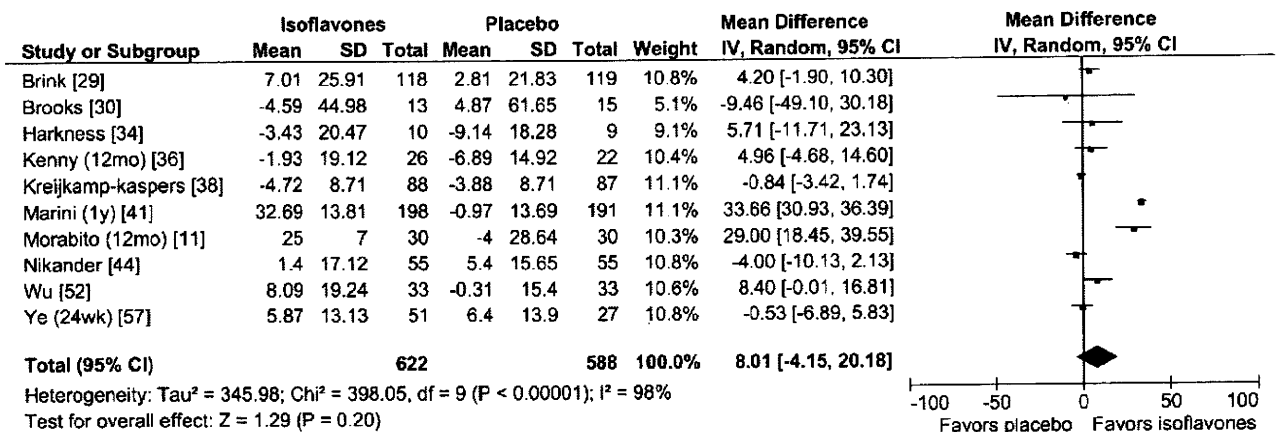 Isoflavones Placebo Mean Difference Mean Difference
Study or Subgroup Mean SD Total Mean SD Total Weight IV, Random, 95% CI IV, Random, 95% CI
Brink [29] 7.01 25.91 118 2.81 21.83 119 10.8% 4.20 [-1.90, 10.30]
Brooks [30] -4.59 44.98 13 4.87 61.65 15 5.1% -9.46 [-49.10, 30.18]
Harkness [34] -3.43 20.47 10 -9.14 18.28 9 9.1% 5.71 [-11.71, 23.13]
Kenny (12mo) [36] -1.93 19.12 26 -6.89 14.92 22 10.4% 4.96 [-4.68, 14.60]
Kreijkamp-kaspers [38] -4.72 8.71 88 -3.88 8.71 87 11.1% -0.84 [-3.42, 1.74]
Marini (1y) [41] 32.69 13.81 198 -0.97 13.69 191 11.1% 33.66 [30.93, 36.39]
Morabito (12mo) [11] 25 7 30 -4 28.64 30 10.3% 29.00 [18.45, 39.55]
Nikander [44] 1.4 17.12 55 5.4 15.65 55 10.8% -4.00 [-10.13, 2.13]
Wu [52] 8.09 19.24 33 -0.31 15.4 33 10.6% 8.40 [-0.01, 16.81]
Ye (24wk) [57] 5.87 13.13 51 6.4 13.9 27 10.8% -0.53 [-6.89, 5.83]
Total (95% CI) 622 588 100.0% 8.01 [-4.15, 20.18]
Heterogeneity: Tau² = 345.98; Chi² = 398.05, df = 9 (P < 0.00001); I² = 98%
-100 -50 0 50 100
Test for overall effect: Z = 1.29 (P = 0.20)
Favors placebo Favors isoflavones